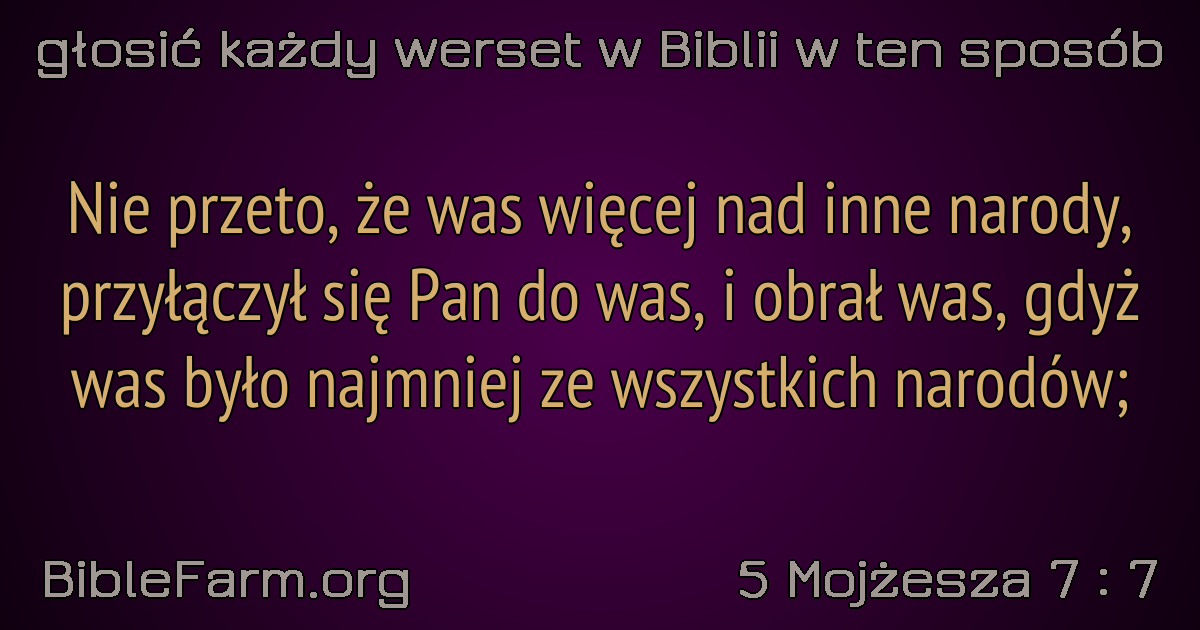 głosić każdy werset w Biblii w ten sposób
Nie przeto, że was więcej nad inne narody,
przyłączył się Pan do was, i obrał was, gdyż
was było najmniej ze wszystkich narodów;
BibleFarm.org
5 Mojżesza 7 : 7